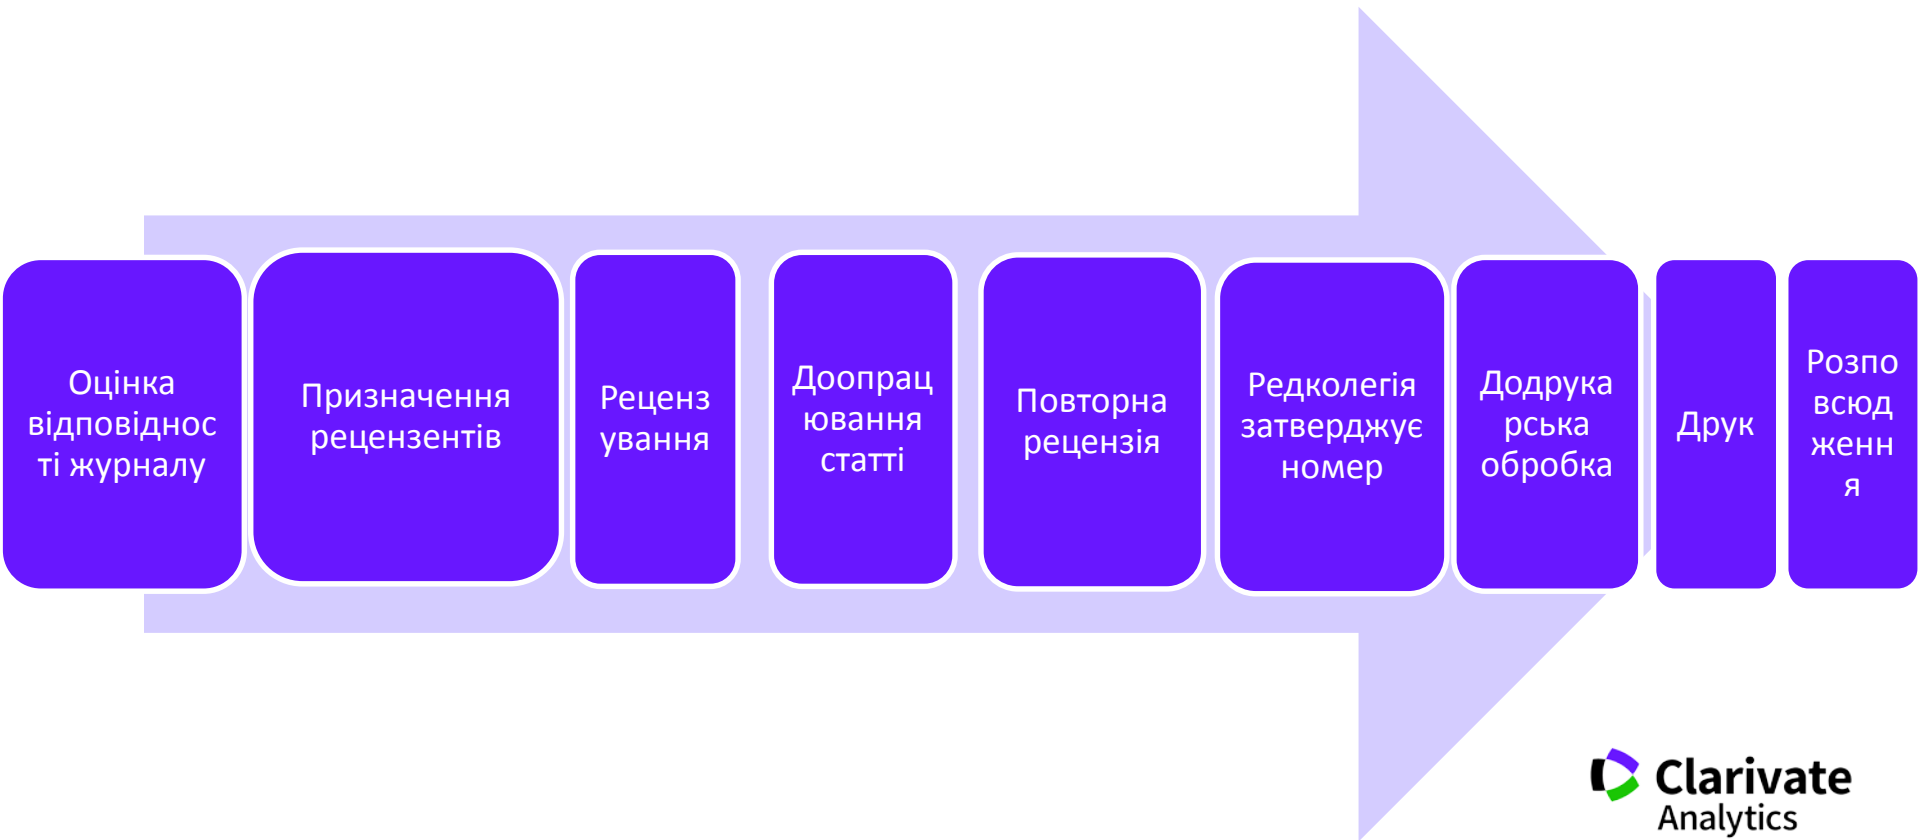 Оцінка
відповіднос
ті журналу
Призначення
рецензентів
Реценз
ування
Доопрац
ювання
статті
Повторна
рецензія
Редколегія
затверджує
номер
Додрука
рська
обробка
Друк
Розпо
всюд
женн
я
Clarivate
Analytics